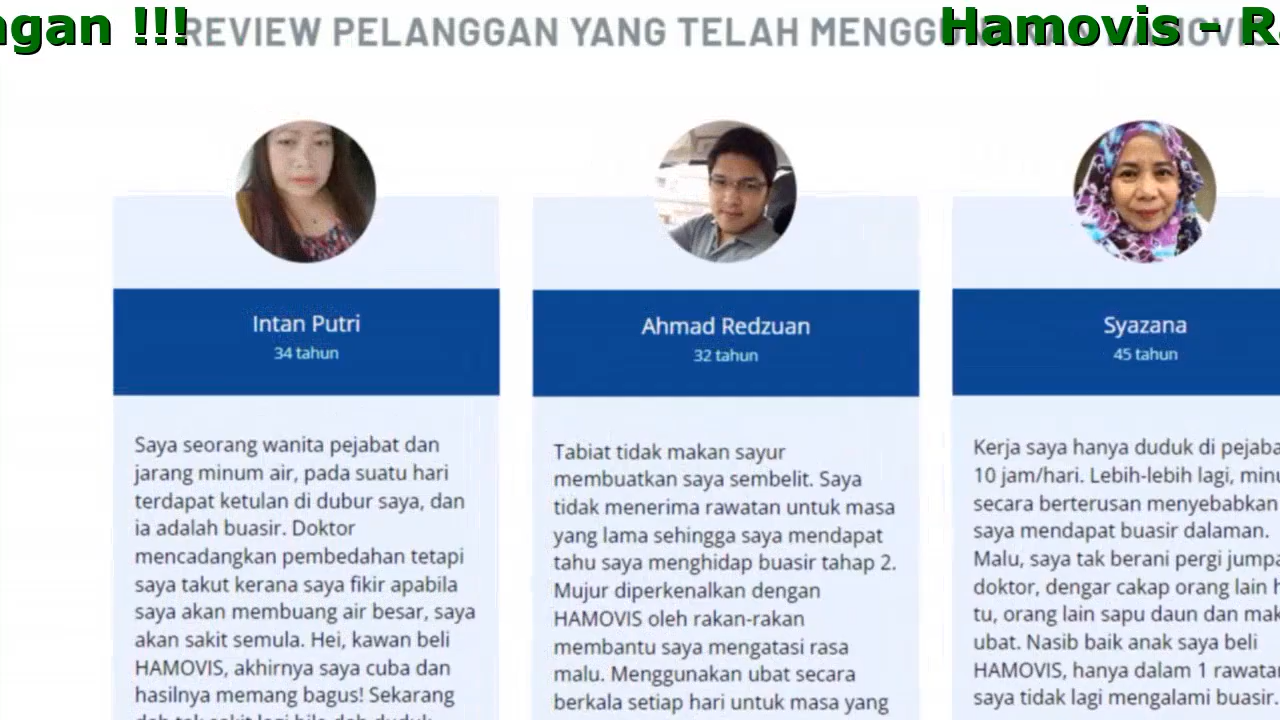 agan !!!
REVIEW PELANGGAN YANG TELAH MENGGU
Hamovis - Ra
Intan Putri
34 tahun
Saya seorang wanita pejabat dan
jarang minum air, pada suatu hari
terdapat ketulan di dubur saya, dan
ia adalah buasir. Doktor
mencadangkan pembedahan tetapi
saya takut kerana saya fikir apabila
saya akan membuang air besar, saya
akan sakit semula. Hei, kawan beli
HAMOVIS, akhirnya saya cuba dan
hasilnya memang bagus! Sekarang
Ahmad Redzuan
32 tahun
Tabiat tidak makan sayur
membuatkan saya sembelit. Saya
tidak menerima rawatan untuk masa
yang lama sehingga saya mendapat
tahu saya menghidap buasir tahap 2.
Mujur diperkenalkan dengan
HAMOVIS oleh rakan-rakan
membantu saya mengatasi rasa
malu. Menggunakan ubat secara
berkala setiap hari untuk masa yang
Syazana
45 tahun
Kerja saya hanya duduk di pejaba
10 jam/hari. Lebih-lebih lagi, minu
secara berterusan menyebabkan
saya mendapat buasir dalaman.
Malu, saya tak berani pergi jumpa
doktor, dengar cakap orang lain h
tu, orang lain sapu daun dan mak
ubat. Nasib baik anak saya beli
HAMOVIS, hanya dalam 1 rawatan
saya tidak lagi mengalami buasir.